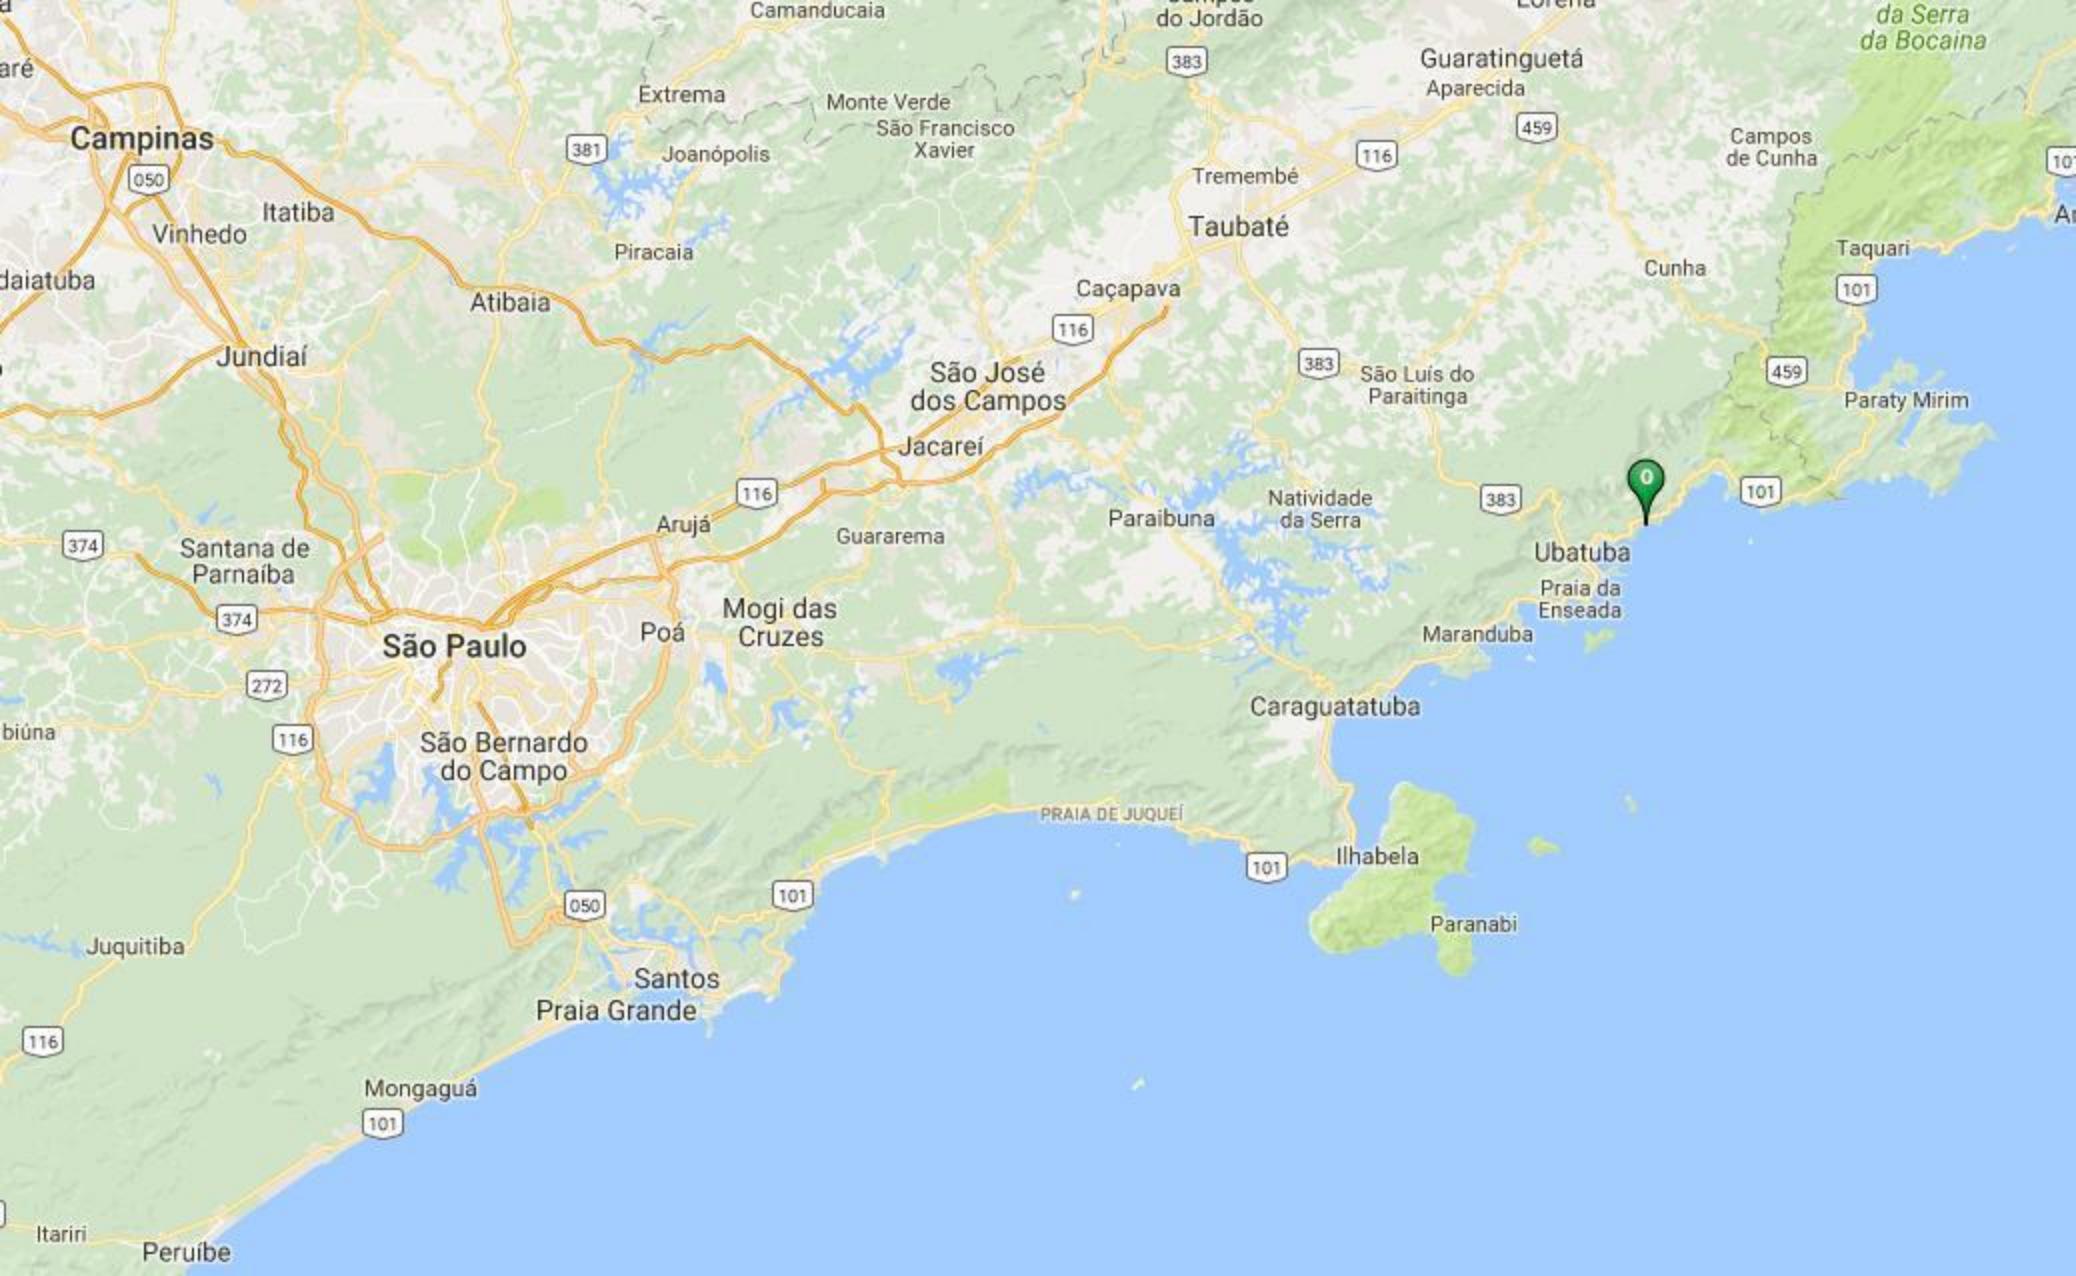 Camanducaia
do Jordão
da Serra
da Bocaina
383
Guaratinguetá
Aparecida
Extrema
Monte Verde
São Francisco
Xavier
459
Campos
de Cunha
Campinas
381
Joanópolis
116
050
Tremembé
Itatiba
Vinhedo
Taubaté
Piracaia
Taquari
Cunha
daiatuba
Caçapava
101
Atibaia
116
Jundiaí
São José
dos Campos
383
São Luís do
Paraitinga
459
Paraty Mirim
Jacareí
0
116
Natividade
da Serra
383
101
Arujá
Paraibuna
Guararema
374
Santana de
Parnaíba
Ubatuba
Praia da
Enseada
374
Mogi das
Cruzes
São Paulo
Poá
Maranduba
272
Caraguatatuba
biúna
116
São Bernardo
do Campo
PRAIA DE JUQUEÍ
Ilhabela
101
101
050
Paranabi
Juquitiba
Santos
Praia Grande
116
Mongaguá
101
Itariri
Peruíbe